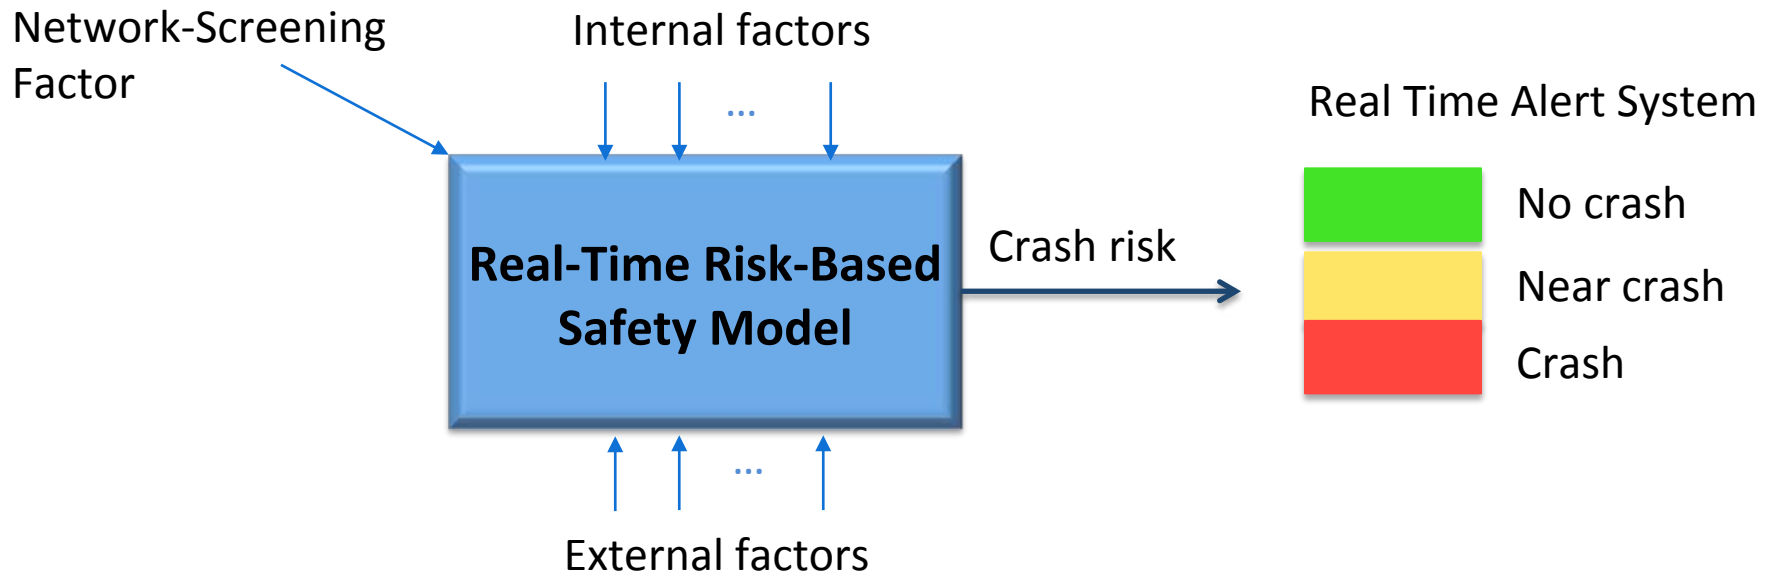 Network-Screening
Factor
Internal factors
...
Real Time Alert System
No crash
Near crash
Crash
Real-Time Risk-Based
Safety Model
Crash risk
...
External factors